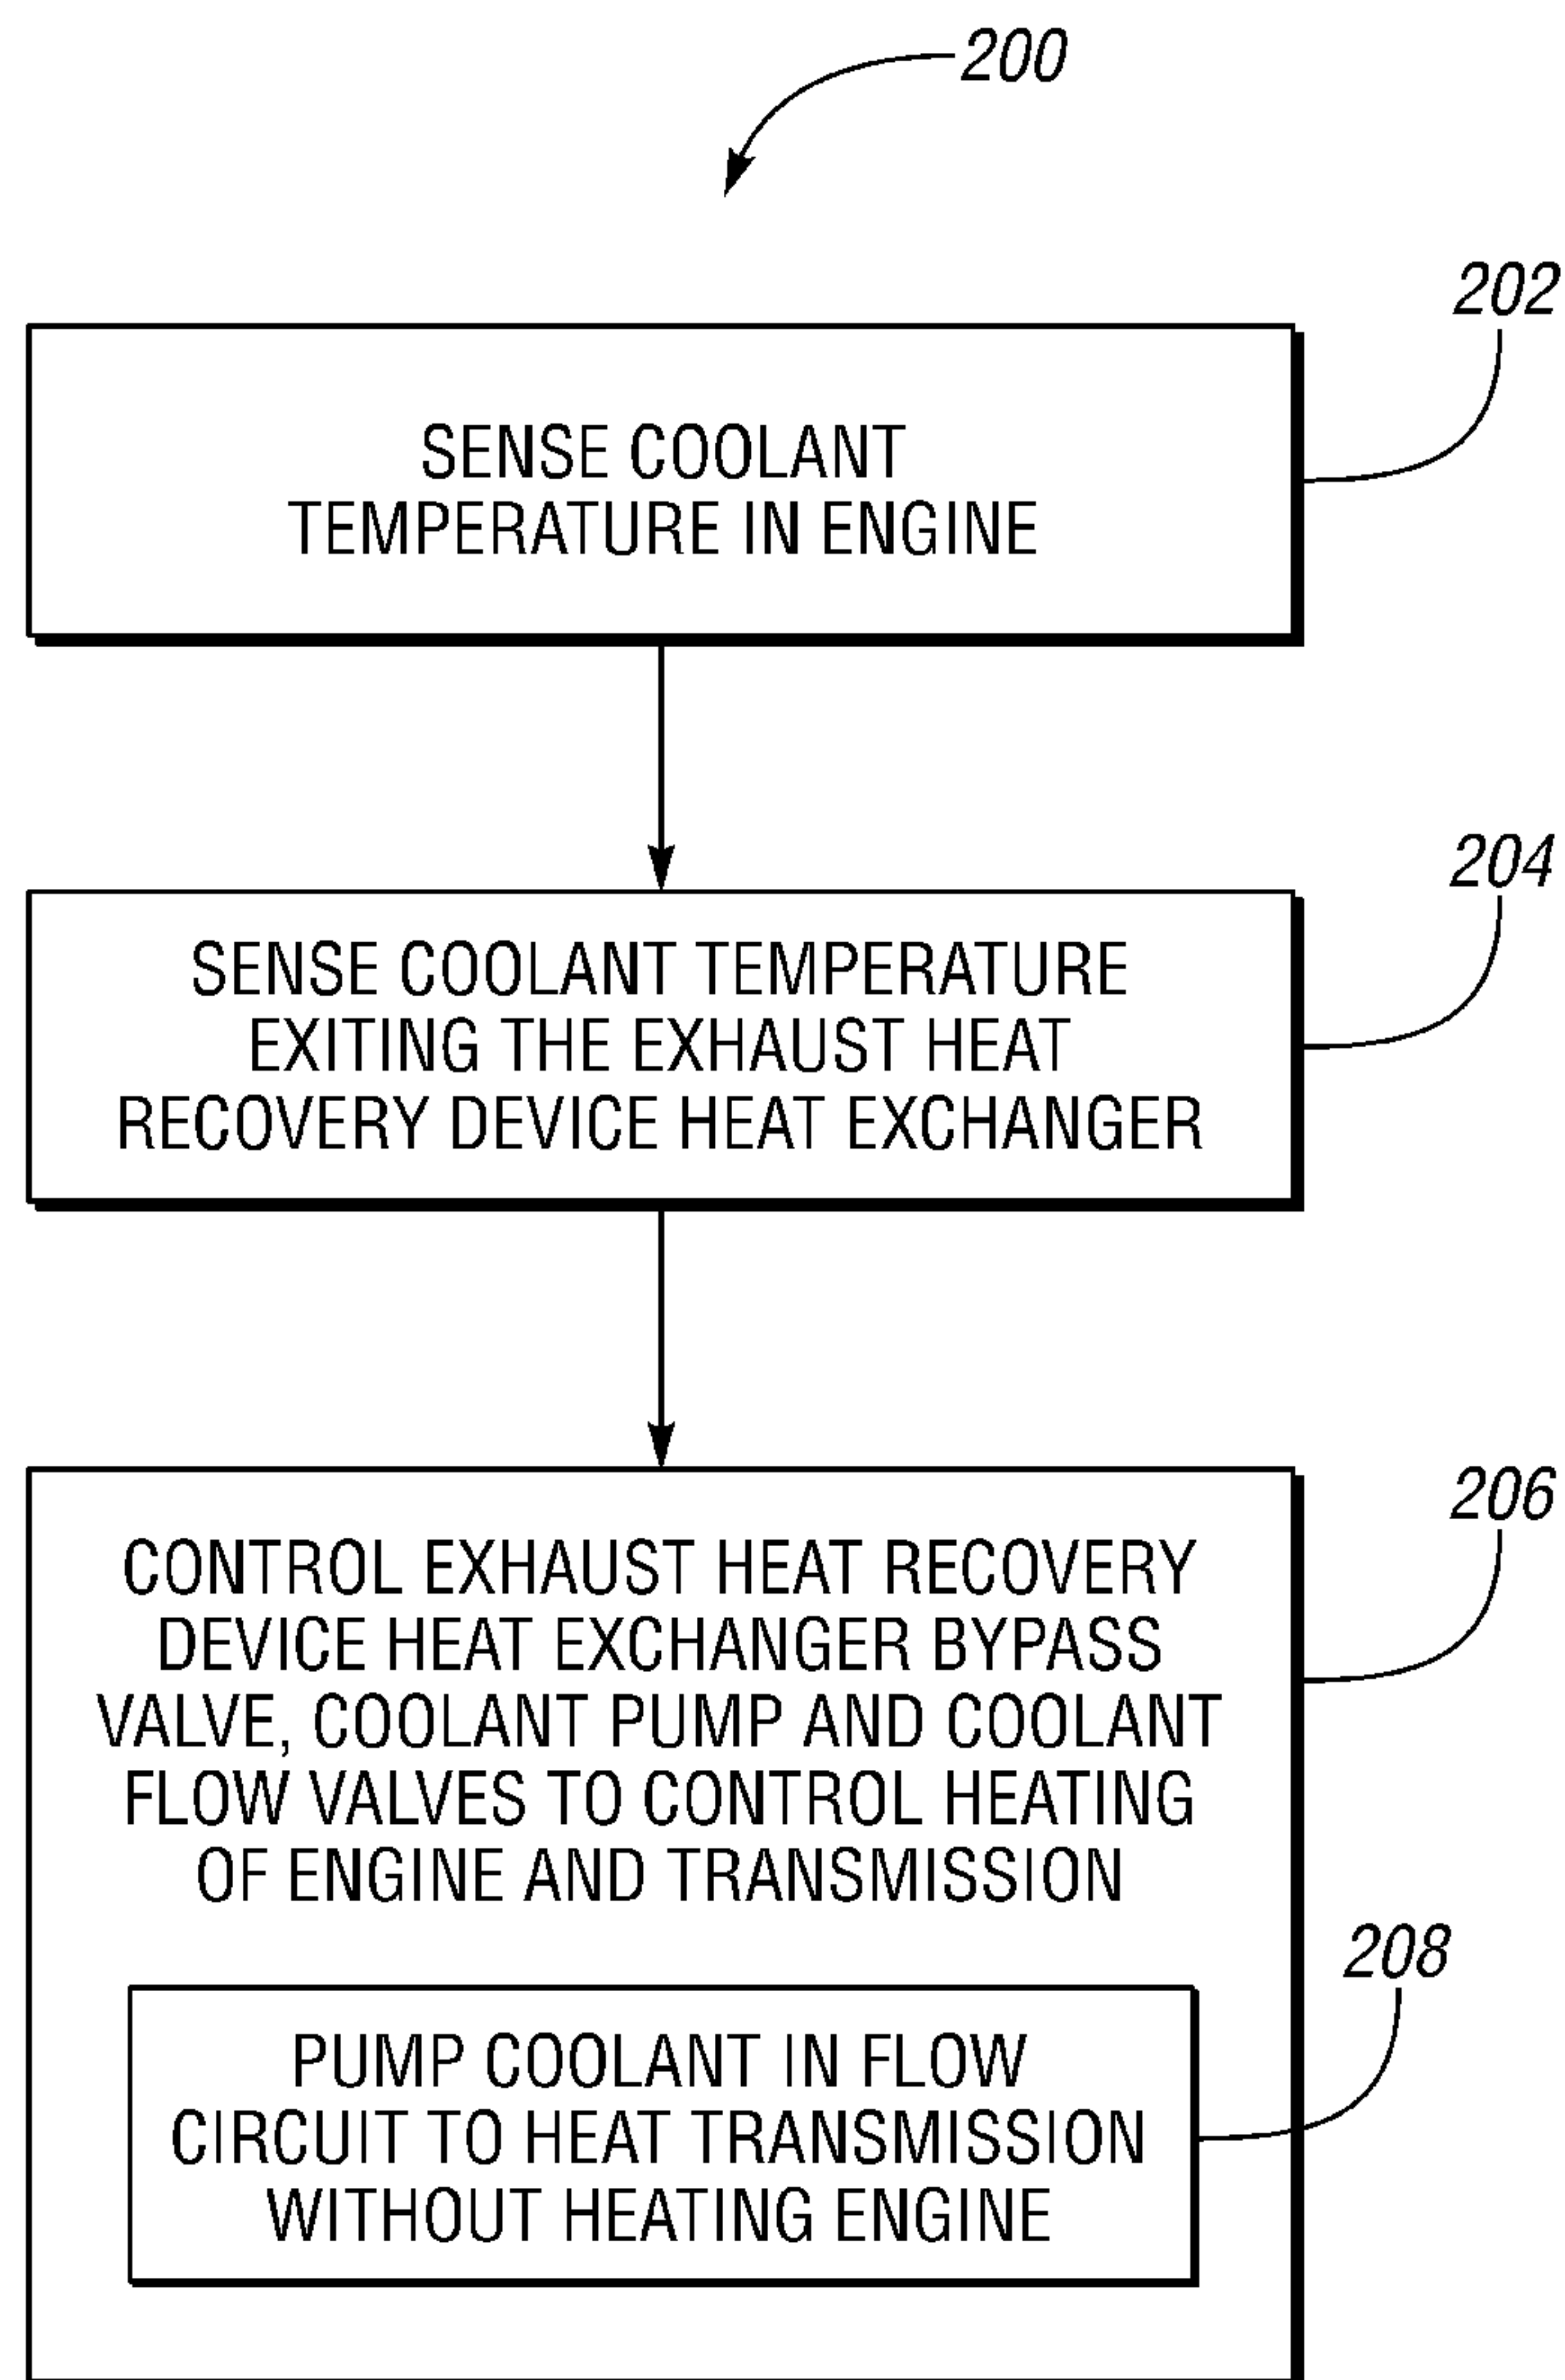 200
202
SENSE COOLANT
TEMPERATURE IN ENGINE
204
SENSE COOLANT TEMPERATURE
EXITING THE EXHAUST HEAT
RECOVERY DEVICE HEAT EXCHANGER
206
CONTROL EXHAUST HEAT RECOVERY
DEVICE HEAT EXCHANGER BYPASS
VALVE, COOLANT PUMP AND COOLANT
FLOW VALVES TO CONTROL HEATING
OF ENGINE AND TRANSMISSION
208
PUMP COOLANT IN FLOW
CIRCUIT TO HEAT TRANSMISSION
WITHOUT HEATING ENGINE